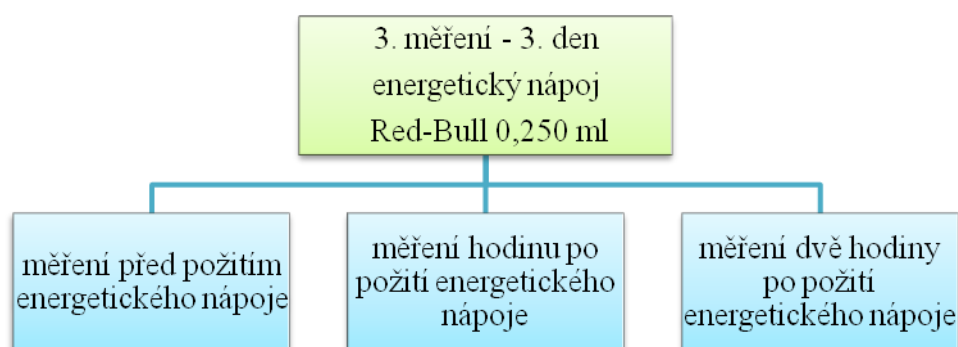 3. měření - 3. den
energetický nápoj
Red-Bull 0,250 ml
měření před požitím
energetického nápoje
měření hodinu po
požití energetického
nápoje
měření dvě hodiny
po požití
energetického nápoje